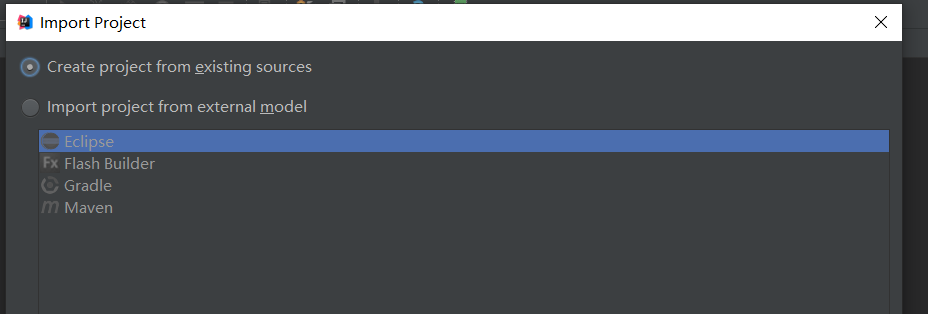 Import Project
Create project from existing sources
Import project from external model
Eclipse
Fx Flash Builder
Gradle
Maven